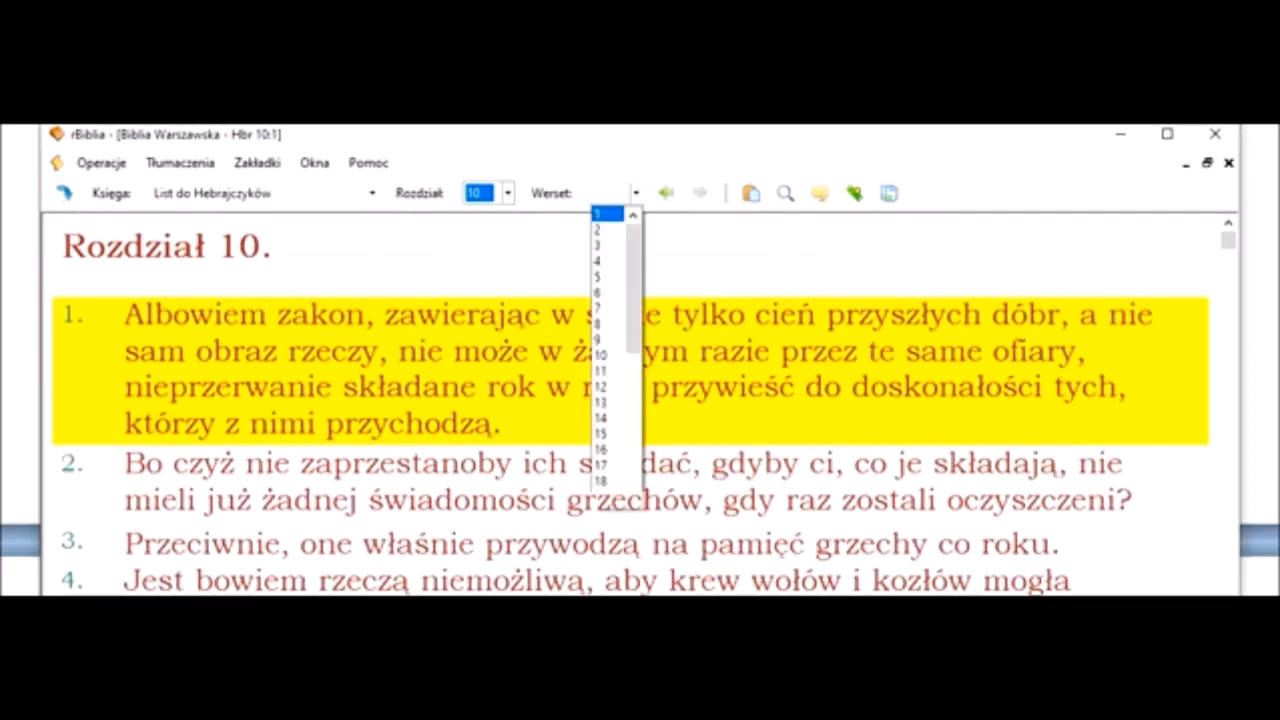 rBiblia - [Biblia Warszawska - Hbr 10:1]
Operacje Tłumaczenia Zakładki Okna Pomoc
Księga: List do Hebrajczyków Rozdział: 10 Werset:
1
2
3
4
5
6
7
8
9
10
11
12
13
14
15
16
17
18
Rozdział 10.
1. Albowiem zakon, zawierając w tylko cień przyszłych dóbr, a nie
sam obraz rzeczy, nie może w razie przez te same ofiary,
nieprzerwanie składane rok w przywieść do doskonałości tych,
którzy z nimi przychodzą.
2. Bo czyż nie zaprzestanoby ich gdyby ci, co je składają, nie
mieli już żadnej świadomości grzechów, gdy raz zostali oczyszczeni?
3. Przeciwnie, one właśnie przywodzą na pamięć grzechy co roku.
4. Jest bowiem rzeczą niemożliwą, aby krew wołów i kozłów mogła